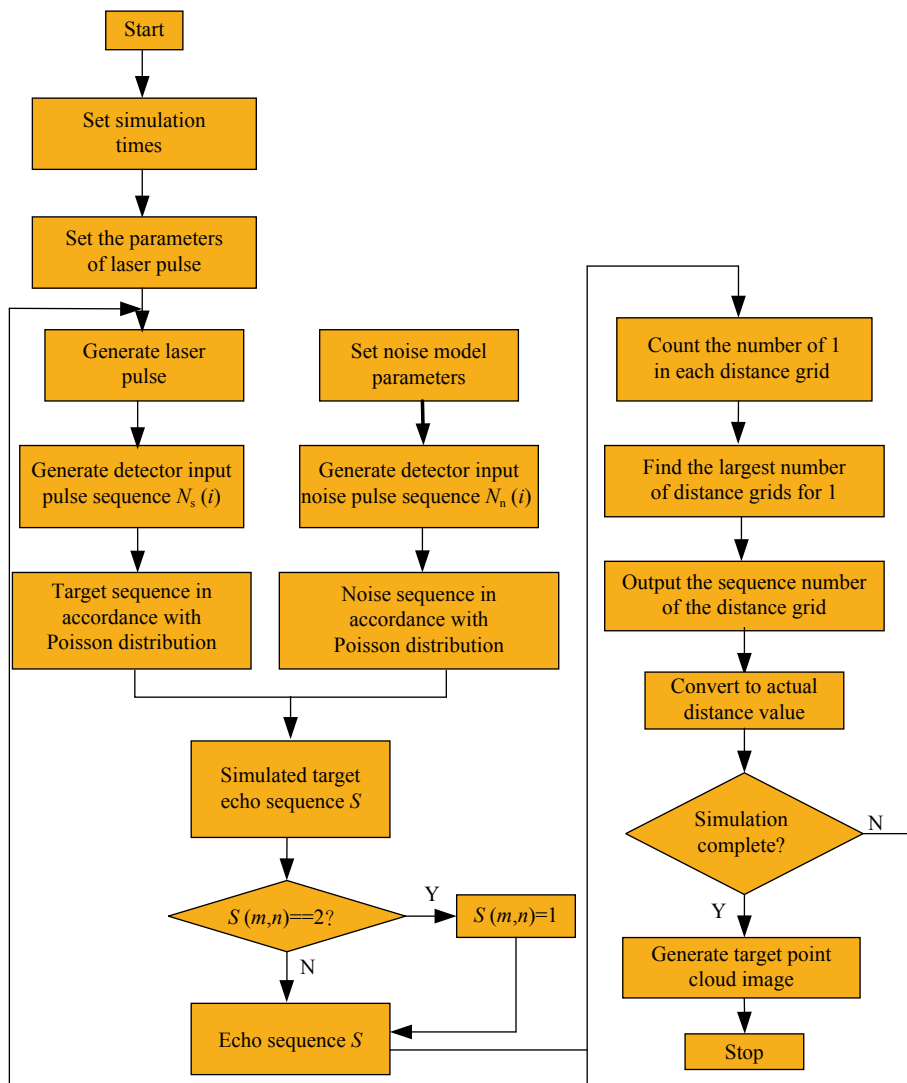 Start
Set simulation
times
Set the parameters
of laser pulse
Generate laser
pulse
Set noise model
parameters
Generate detector input
pulse sequence Nₛ (i)
Generate detector input
noise pulse sequence Nₙ (i)
Target sequence in
accordance with
Poisson distribution
Noise sequence in
accordance with
Poisson distribution
Simulated target
echo sequence S
S (m,n)==2?
Y
S (m,n)=1
N
Echo sequence S
Count the number of 1
in each distance grid
Find the largest number
of distance grids for 1
Output the sequence number
of the distance grid
Convert to actual
distance value
Simulation
complete?
N
Y
Generate target point
cloud image
Stop